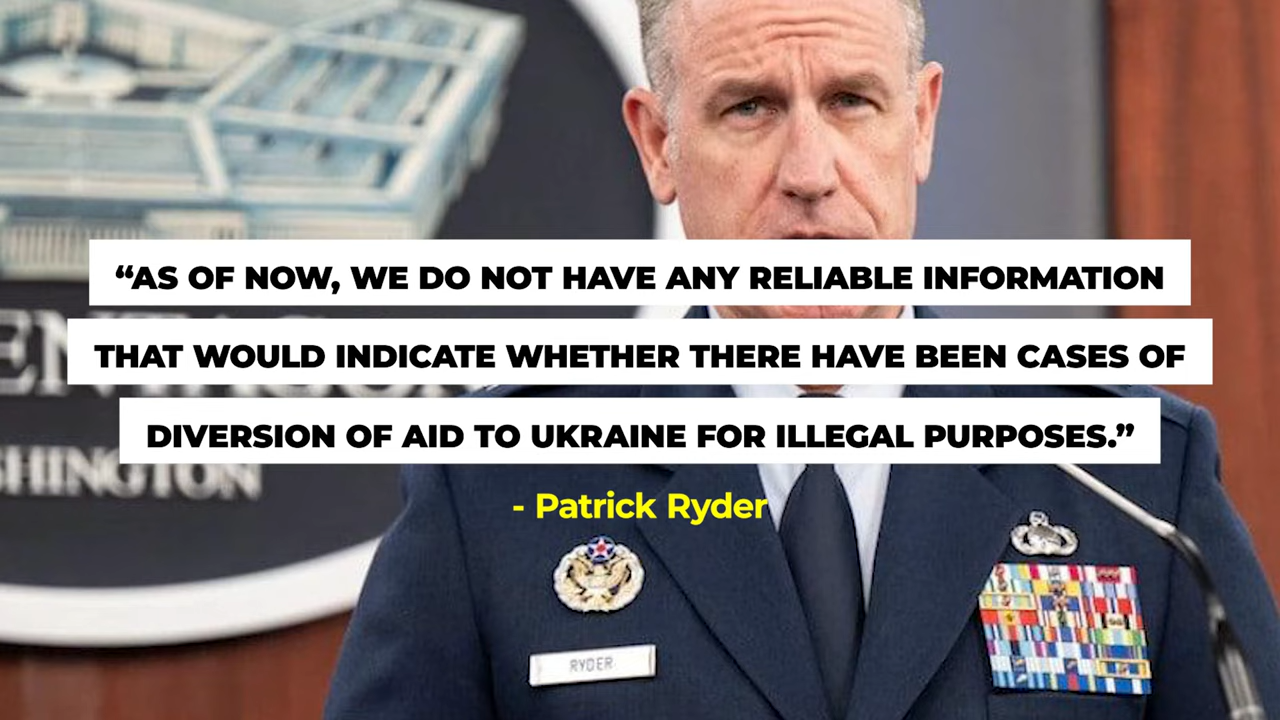 “AS OF NOW, WE DO NOT HAVE ANY RELIABLE INFORMATION
THAT WOULD INDICATE WHETHER THERE HAVE BEEN CASES OF
DIVERSION OF AID TO UKRAINE FOR ILLEGAL PURPOSES.”
- Patrick Ryder
RYDER